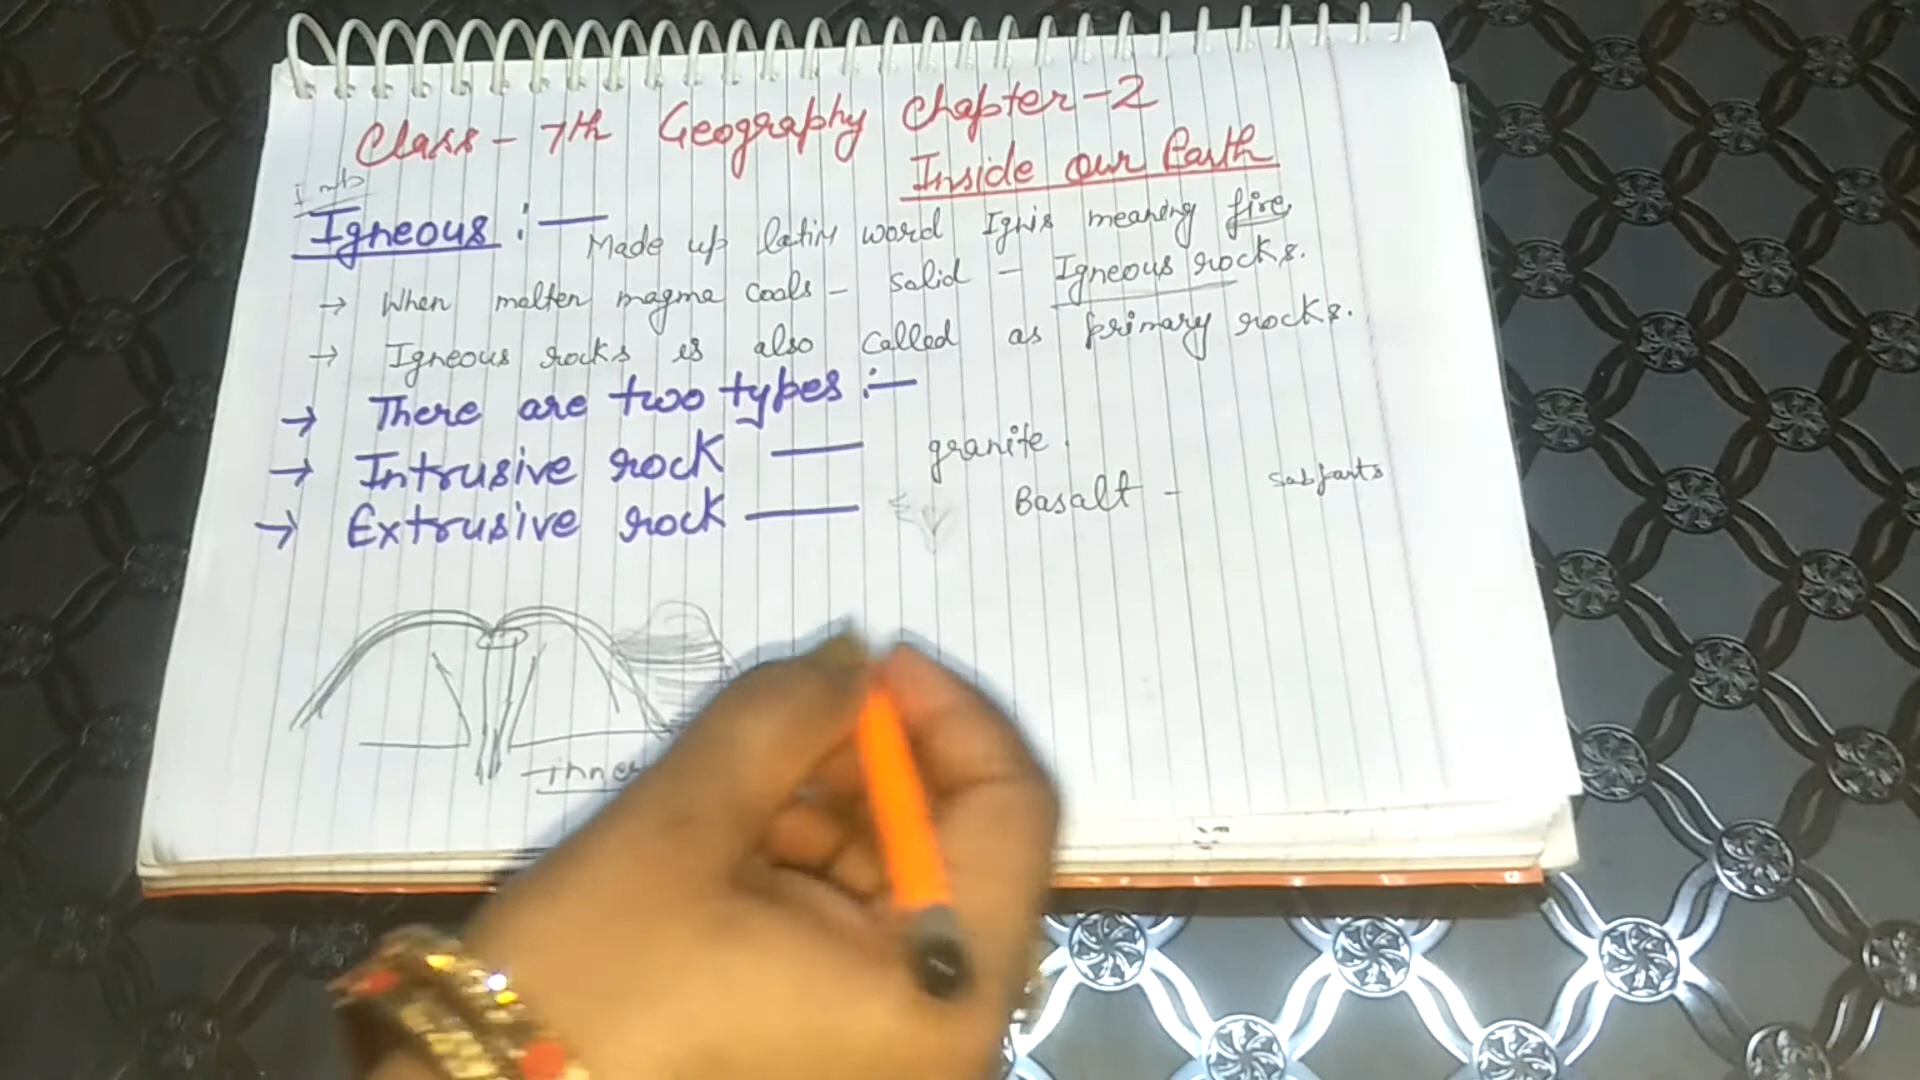 Class - 7th Geography Chapter-2
Inside our Earth
Igneous :— Made up latin word Ignis meaning fire
→ When molten magma cools - solid - Igneous rocks.
→ Igneous rocks is also called as primary rocks.
→ There are two types :—
→ Intrusive rock — granite.
→ Extrusive rock — Basalt -